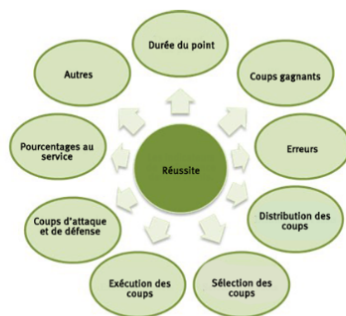 Durée du point
Coups gagnants
Erreurs
Distribution des
coups
Sélection des
coups
Exécution des
coups
Coups d'attaque
et de défense
Pourcentages au
service
Autres
Réussite